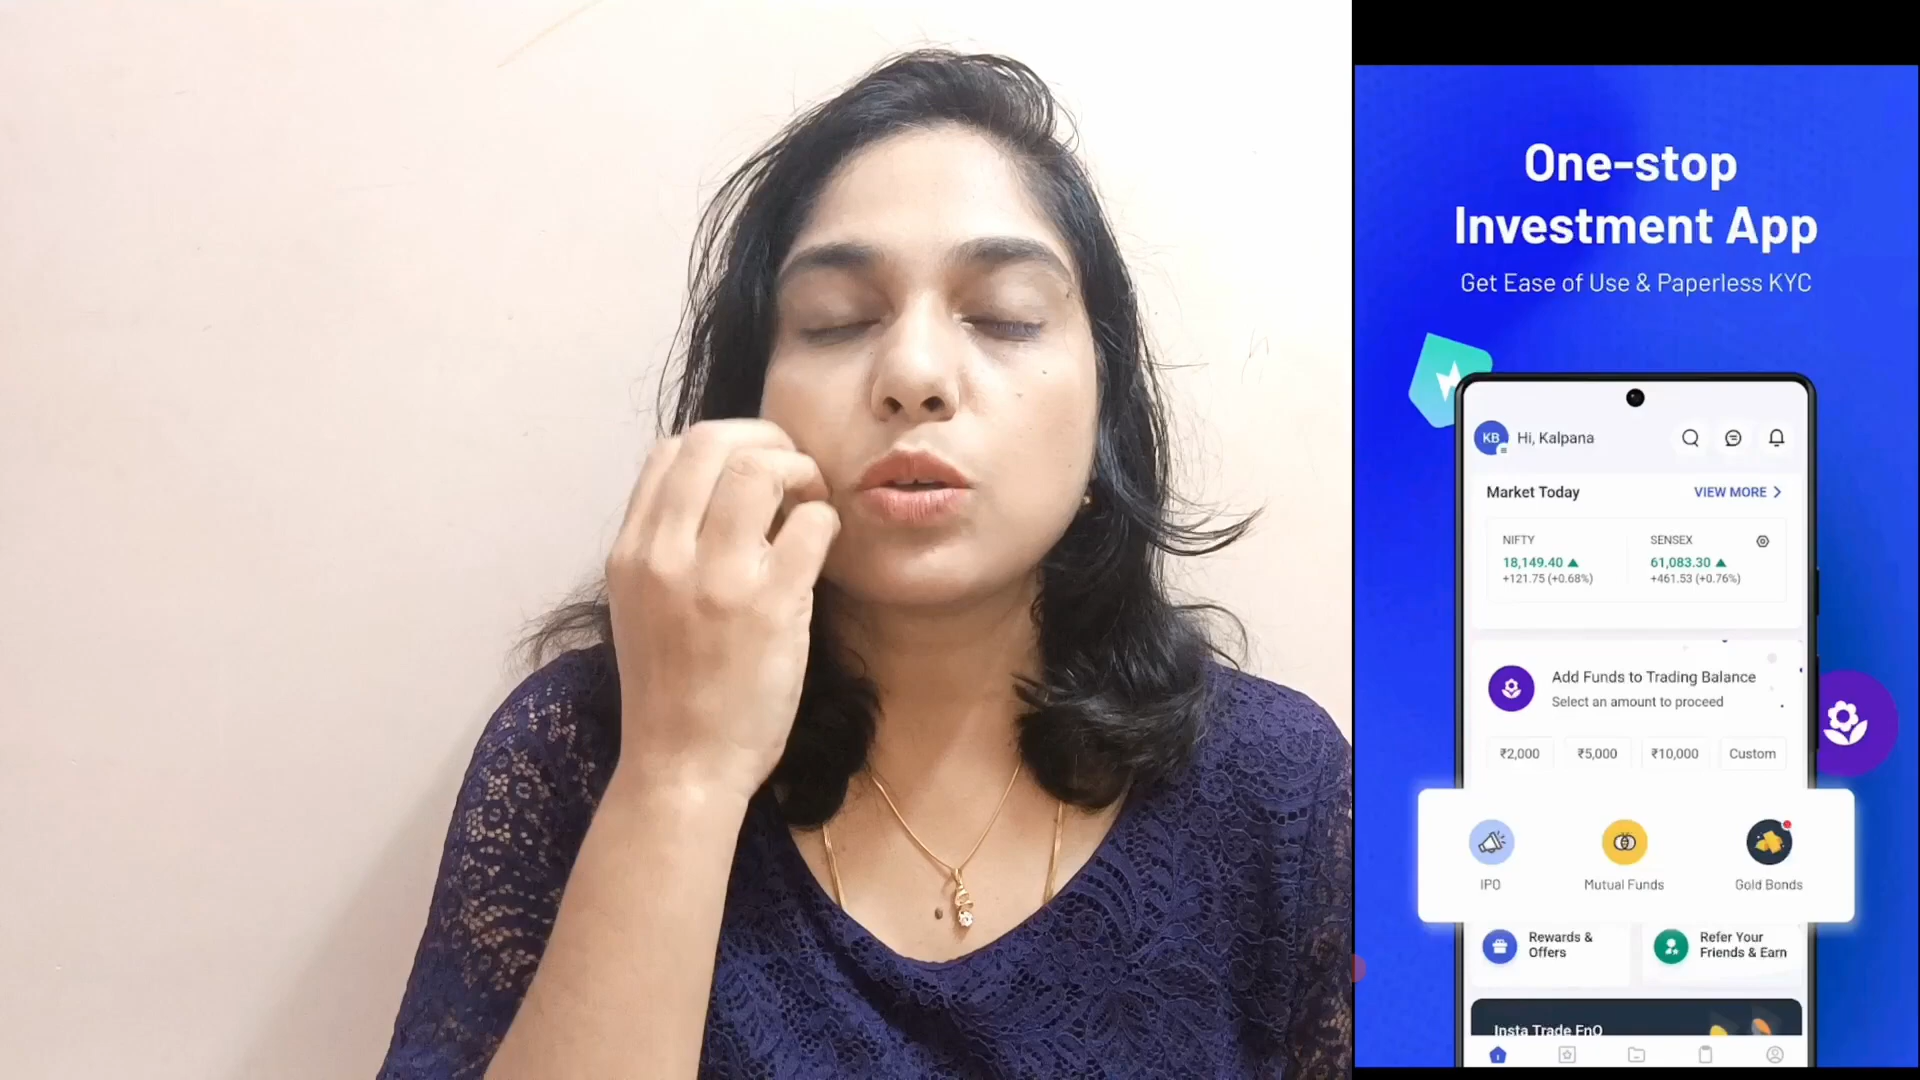 One-stop
Investment App
Get Ease of Use & Paperless KYC
KB
Hi, Kalpana
Market Today
VIEW MORE
NIFTY
SENSEX
18,149.40
61,083.30
+121.75 (+0.68%)
+461.53 (+0.76%)
Add Funds to Trading Balance
Select an amount to proceed
₹2,000
₹5,000
₹10,000
Custom
IPO
Mutual Funds
Gold Bonds
Rewards &
Offers
Refer Your
Friends & Earn
Insta Trade FnO